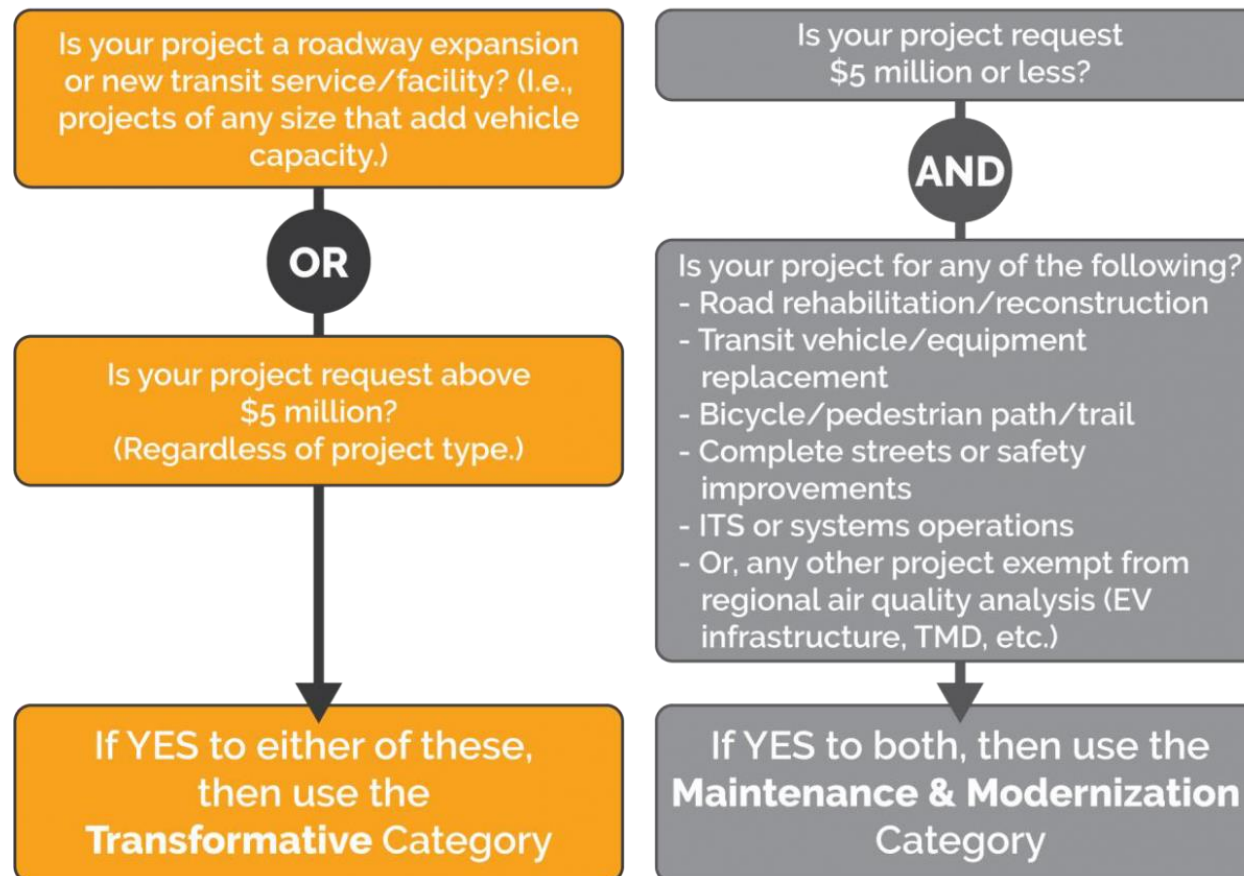 Is your project a roadway expansion
or new transit service/facility? (I.e.,
projects of any size that add vehicle
capacity.)
OR
Is your project request above
$5 million?
(Regardless of project type.)
If YES to either of these,
then use the
Transformative Category
Is your project request
$5 million or less?
AND
Is your project for any of the following?
- Road rehabilitation/reconstruction
- Transit vehicle/equipment
replacement
- Bicycle/pedestrian path/trail
- Complete streets or safety
improvements
- ITS or systems operations
- Or, any other project exempt from
regional air quality analysis (EV
infrastructure, TMD, etc.)
If YES to both, then use the
Maintenance & Modernization
Category